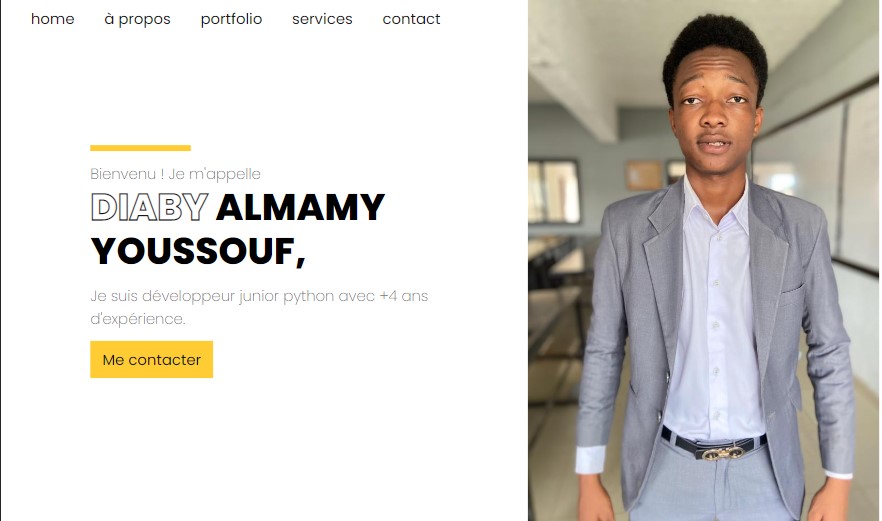 home à propos portfolio services contact
Bienvenu ! Je m'appelle
DIABY ALMAMY
YOUSSOUF,
Je suis développeur junior python avec +4 ans
d'expérience.
Me contacter